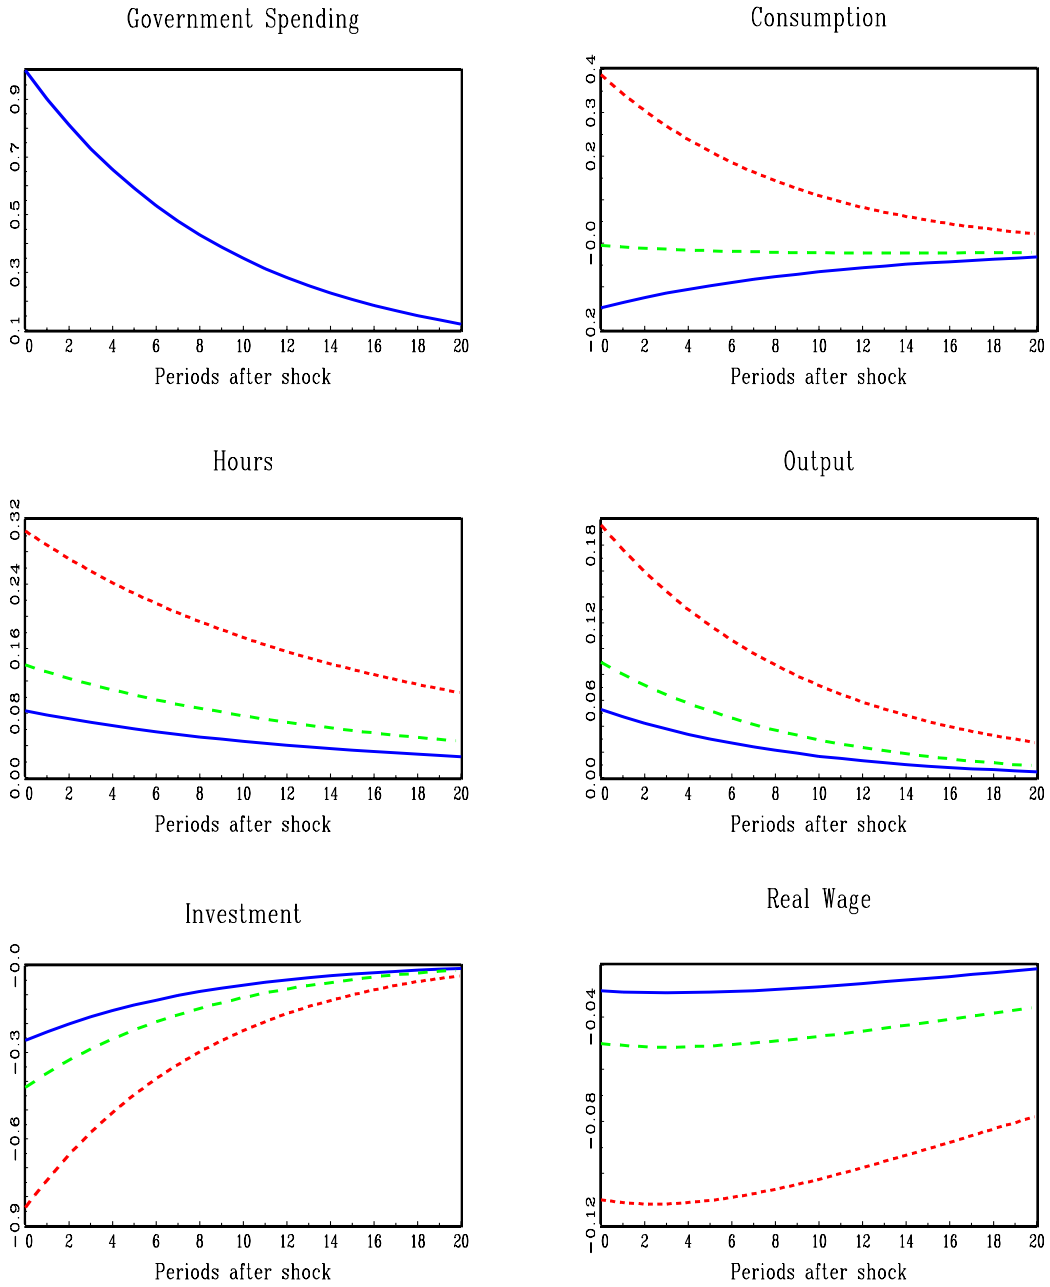 Government Spending
0.9
0.7
0.5
0.3
0.1
0 2 4 6 8 10 12 14 16 18 20
Periods after shock
Consumption
0.4
0.3
0.2
-0.0
-0.2
0 2 4 6 8 10 12 14 16 18 20
Periods after shock
Hours
0.32
0.24
0.16
0.08
0.00
0 2 4 6 8 10 12 14 16 18 20
Periods after shock
Output
0.18
0.12
0.06
0.00
0 2 4 6 8 10 12 14 16 18 20
Periods after shock
Investment
-0.0
-0.3
-0.6
-0.9
0 2 4 6 8 10 12 14 16 18 20
Periods after shock
Real Wage
-0.04
-0.08
-0.12
0 2 4 6 8 10 12 14 16 18 20
Periods after shock